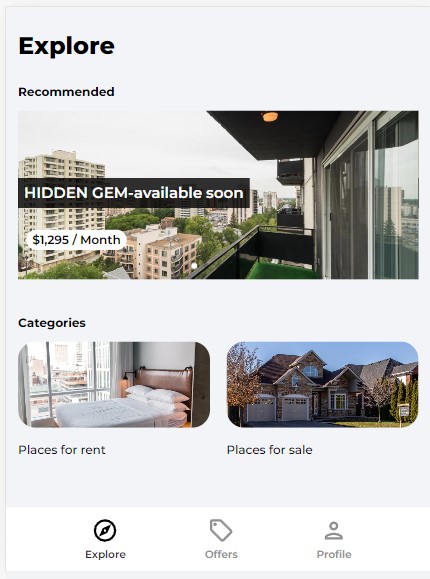 Explore
Recommended
HIDDEN GEM-available soon
$1,295 / Month
Categories
Places for rent
Places for sale
Explore
Offers
Profile